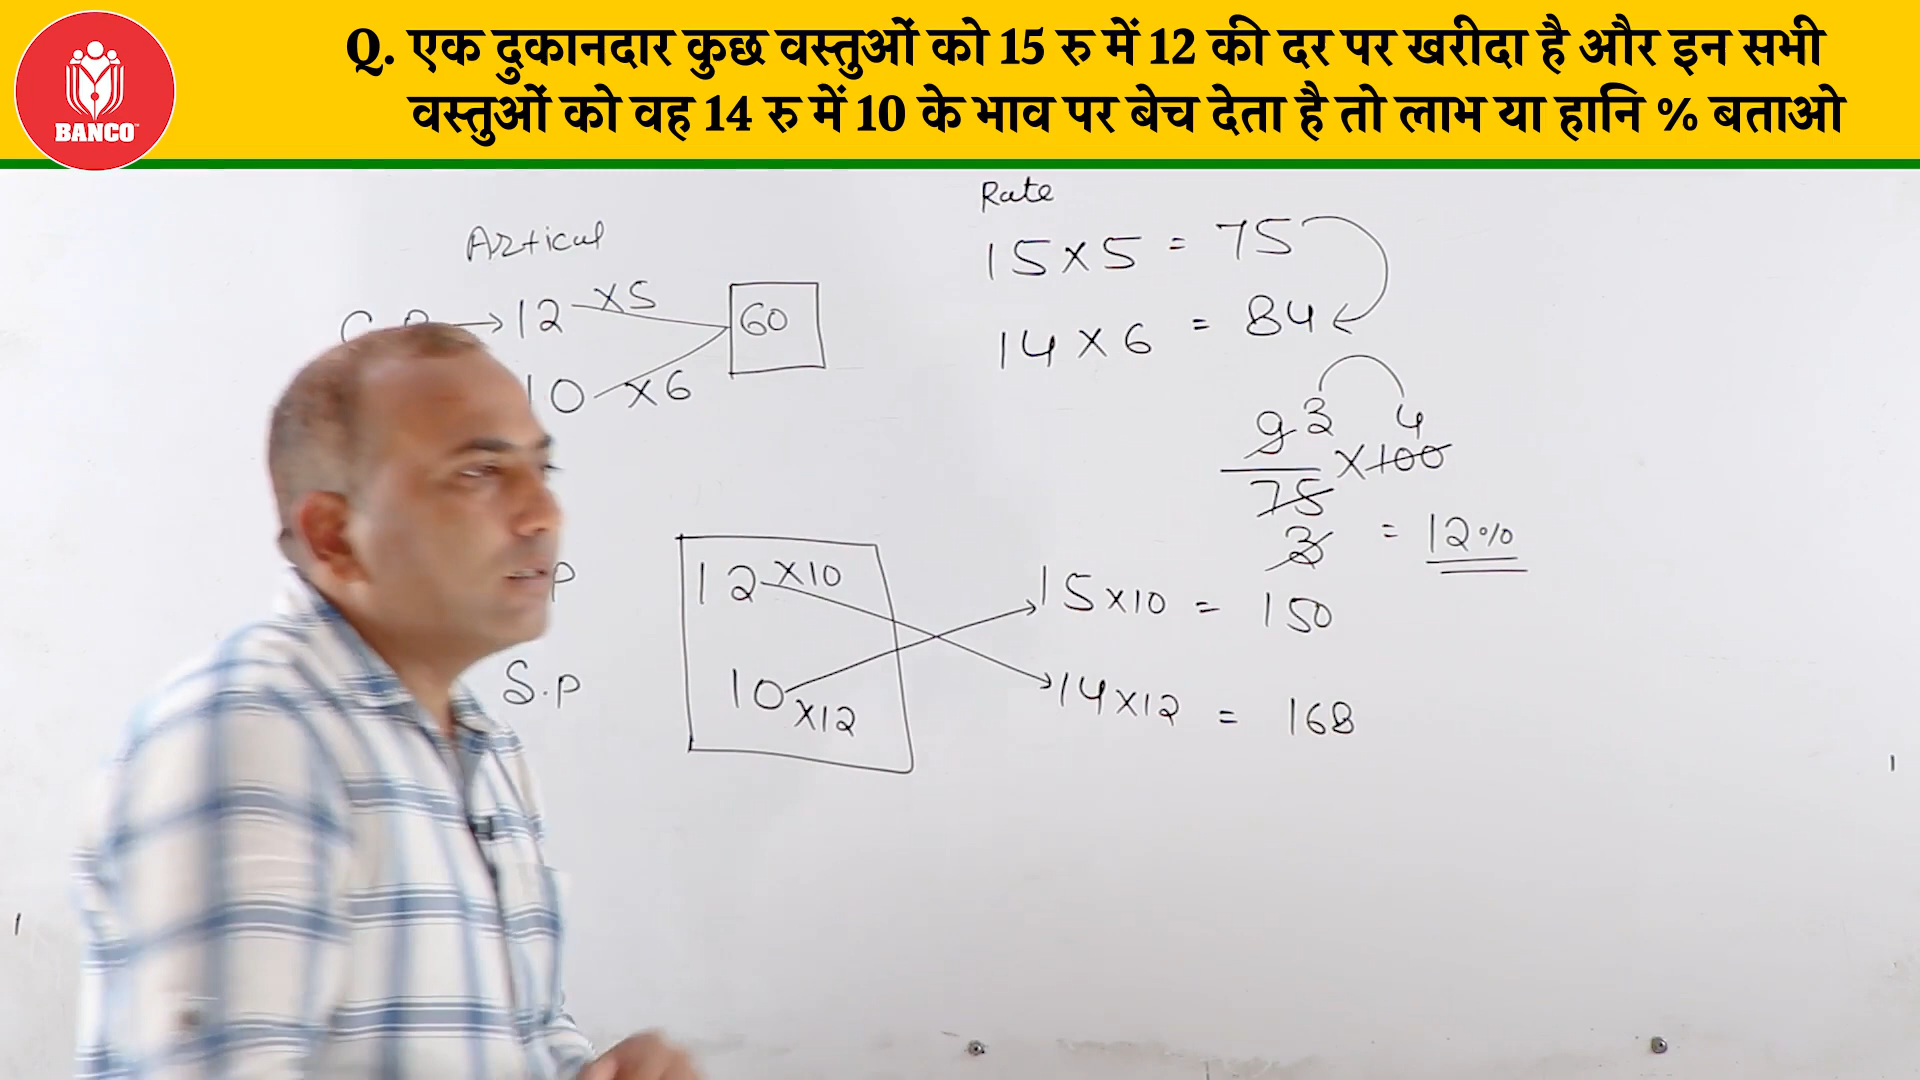 Q. एक दुकानदार कुछ वस्तुओं को 15 रु में 12 की दर पर खरीदा है और इन सभी
वस्तुओं को वह 14 रु में 10 के भाव पर बेच देता है तो लाभ या हानि % बताओ
BANCO
Artical
Rate
12 ×5 60
10 ×6
15×5 = 75
14×6 = 84
9 3 4
75 ×100
3 = 12%
12 ×10 15×10 = 150
S.P 10 ×12 14×12 = 168